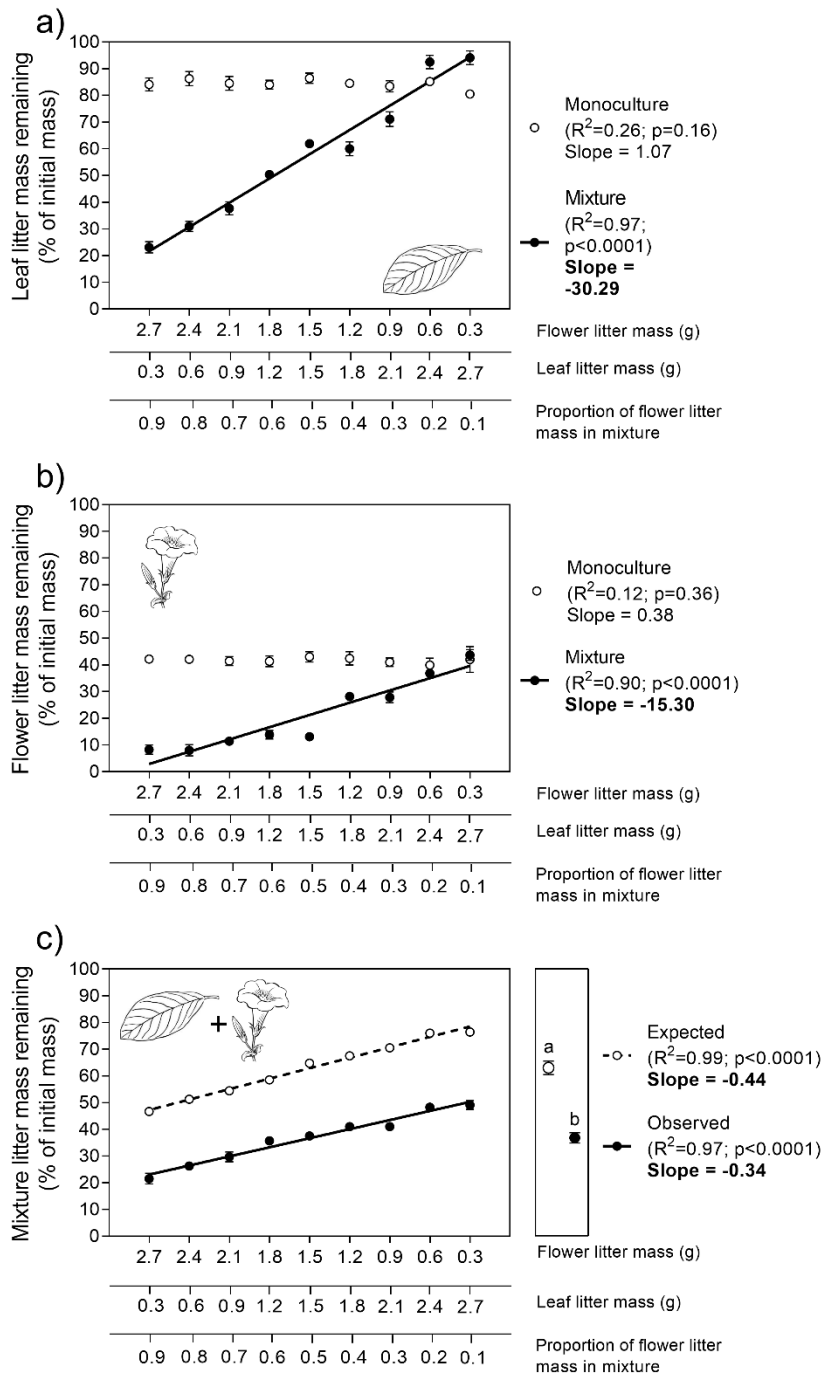 a)
Leaf litter mass remaining
(% of initial mass)
100
90
80
70
60
50
40
30
20
10
0
Monoculture
(R²=0.26; p=0.16)
Slope = 1.07
Mixture
(R²=0.97;
p<0.0001)
Slope =
-30.29
2.7 2.4 2.1 1.8 1.5 1.2 0.9 0.6 0.3 Flower litter mass (g)
0.3 0.6 0.9 1.2 1.5 1.8 2.1 2.4 2.7 Leaf litter mass (g)
0.9 0.8 0.7 0.6 0.5 0.4 0.3 0.2 0.1 Proportion of flower litter
mass in mixture
b)
Flower litter mass remaining
(% of initial mass)
100
90
80
70
60
50
40
30
20
10
0
Monoculture
(R²=0.12; p=0.36)
Slope = 0.38
Mixture
(R²=0.90; p<0.0001)
Slope = -15.30
2.7 2.4 2.1 1.8 1.5 1.2 0.9 0.6 0.3 Flower litter mass (g)
0.3 0.6 0.9 1.2 1.5 1.8 2.1 2.4 2.7 Leaf litter mass (g)
0.9 0.8 0.7 0.6 0.5 0.4 0.3 0.2 0.1 Proportion of flower litter
mass in mixture
c)
Mixture litter mass remaining
(% of initial mass)
100
90
80
70
60
50
40
30
20
10
0
+
a
b
Expected
(R²=0.99; p<0.0001)
Slope = -0.44
Observed
(R²=0.97; p<0.0001)
Slope = -0.34
2.7 2.4 2.1 1.8 1.5 1.2 0.9 0.6 0.3 Flower litter mass (g)
0.3 0.6 0.9 1.2 1.5 1.8 2.1 2.4 2.7 Leaf litter mass (g)
0.9 0.8 0.7 0.6 0.5 0.4 0.3 0.2 0.1 Proportion of flower litter
mass in mixture